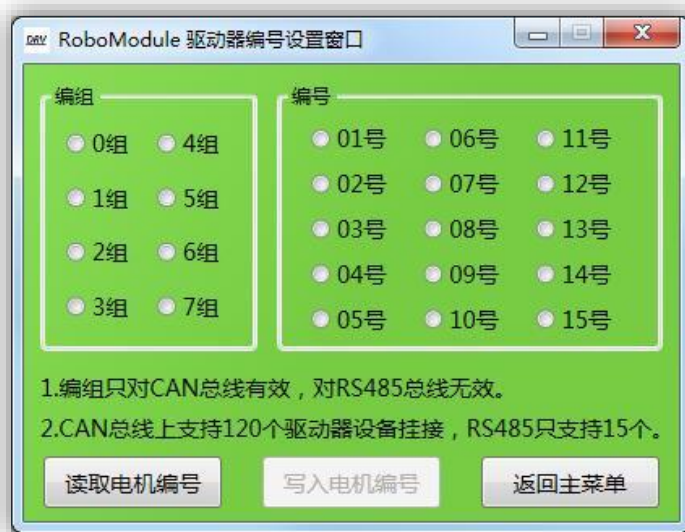 DRV RoboModule 驱动器编号设置窗口
编组
0组 4组
1组 5组
2组 6组
3组 7组
编号
01号 06号 11号
02号 07号 12号
03号 08号 13号
04号 09号 14号
05号 10号 15号
1.编组只对CAN总线有效，对RS485总线无效。
2.CAN总线上支持120个驱动器设备挂接，RS485只支持15个。
读取电机编号 写入电机编号 返回主菜单